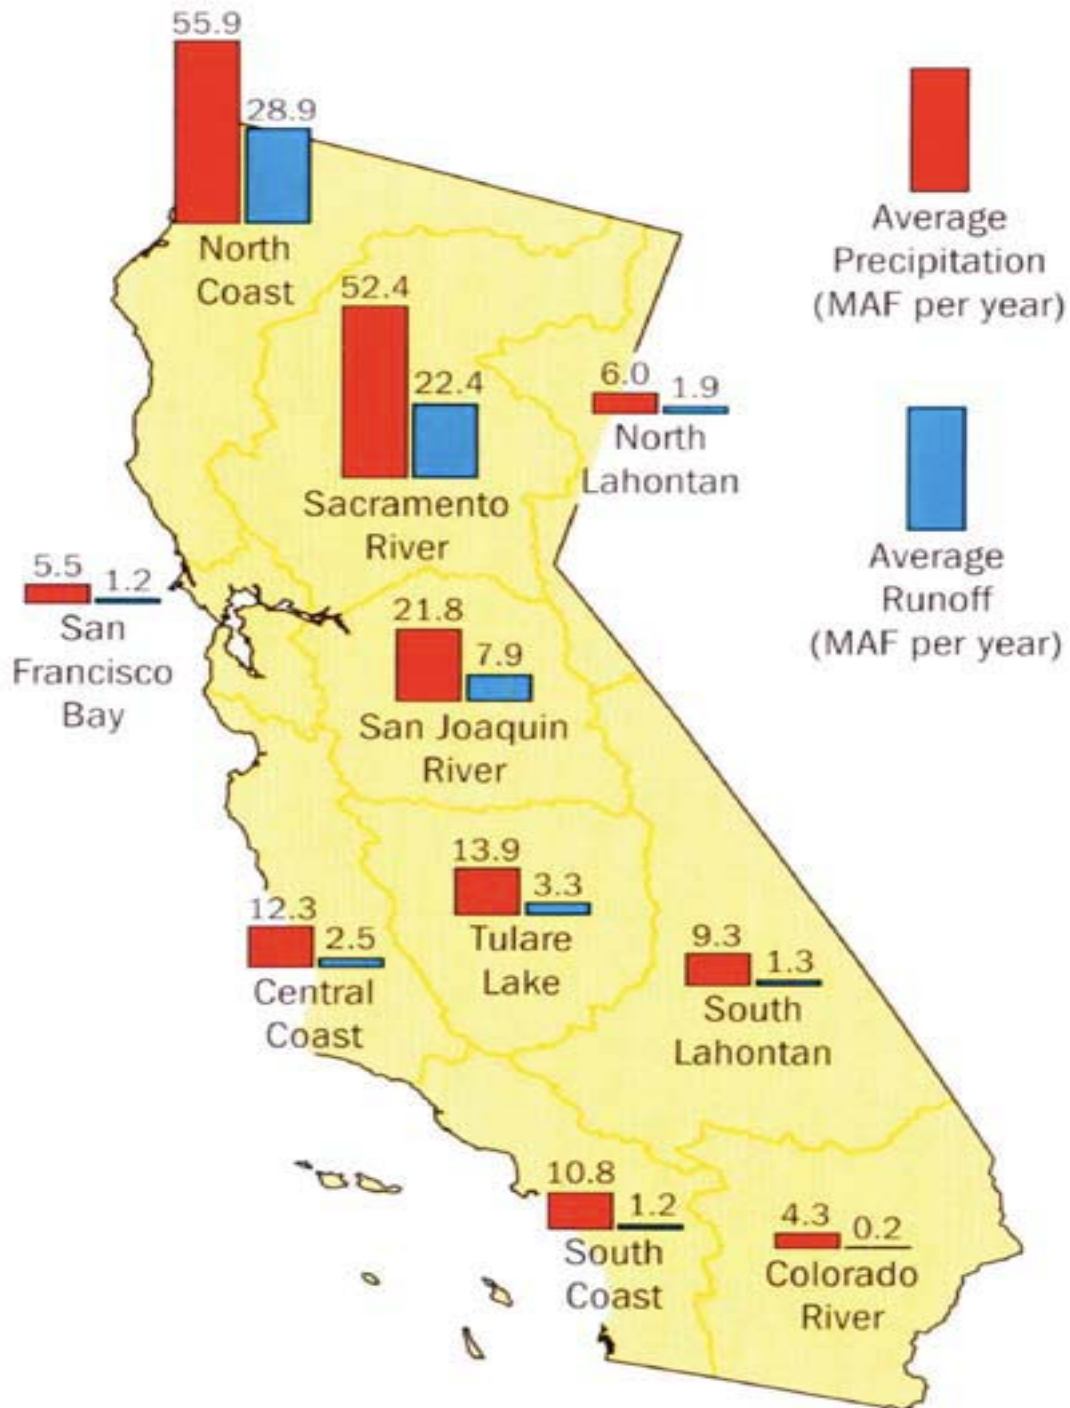 55.9
28.9
North
Coast
Average
Precipitation
(MAF per year)
52.4
22.4
Sacramento
River
6.0
1.9
North
Lahontan
Average
Runoff
(MAF per year)
5.5
1.2
San
Francisco
Bay
21.8
7.9
San Joaquin
River
13.9
3.3
Tulare
Lake
12.3
2.5
Central
Coast
9.3
1.3
South
Lahontan
10.8
1.2
South
Coast
4.3
0.2
Colorado
River